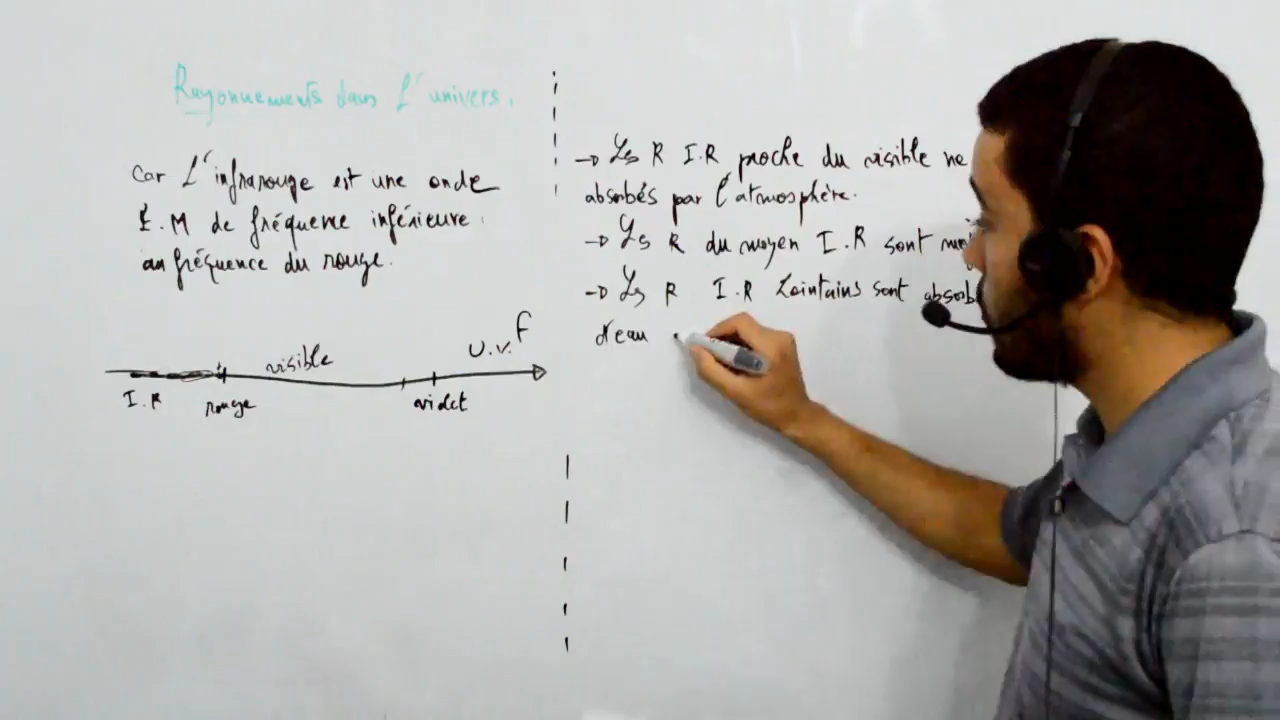 Rayonnements dans l'univers.
Car l'infrarouge est une onde
E.M de fréquence inférieure
au fréquence du rouge.
F
U.V.
visible
I.R
rouge
violet
→ Les R I.R proche du visible ne
absorbés par l'atmosphère.
→ Les R du moyen I.R sont
→ Les R I.R Lointains sont absorb
d'eau